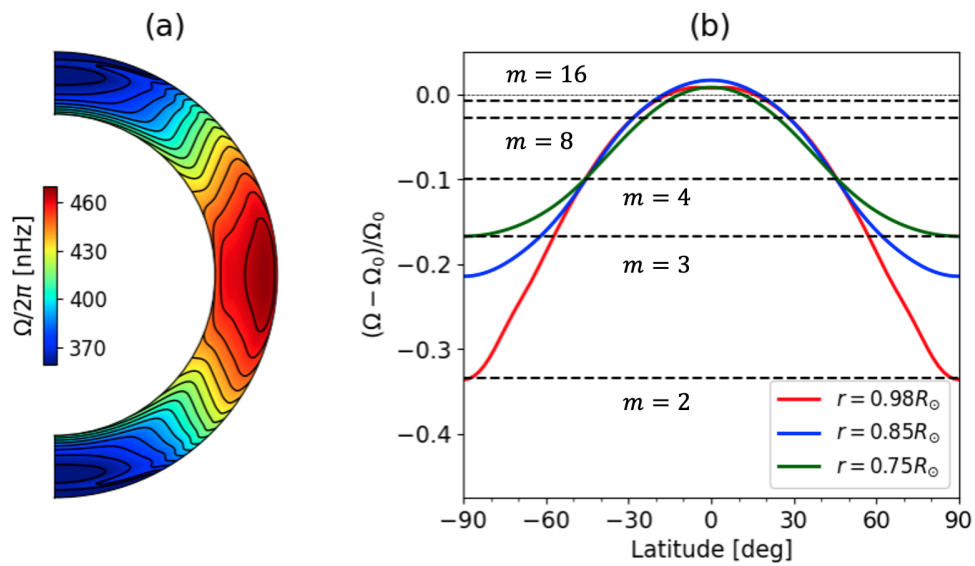 (a)
460
430
400
370
Ω/2π [nHz]
(b)
0.0
−0.1
−0.2
−0.3
−0.4
(Ω − Ω₀)/Ω₀
m = 16
m = 8
m = 4
m = 3
m = 2
r = 0.98R☉
r = 0.85R☉
r = 0.75R☉
−90
−60
−30
0
30
60
90
Latitude [deg]